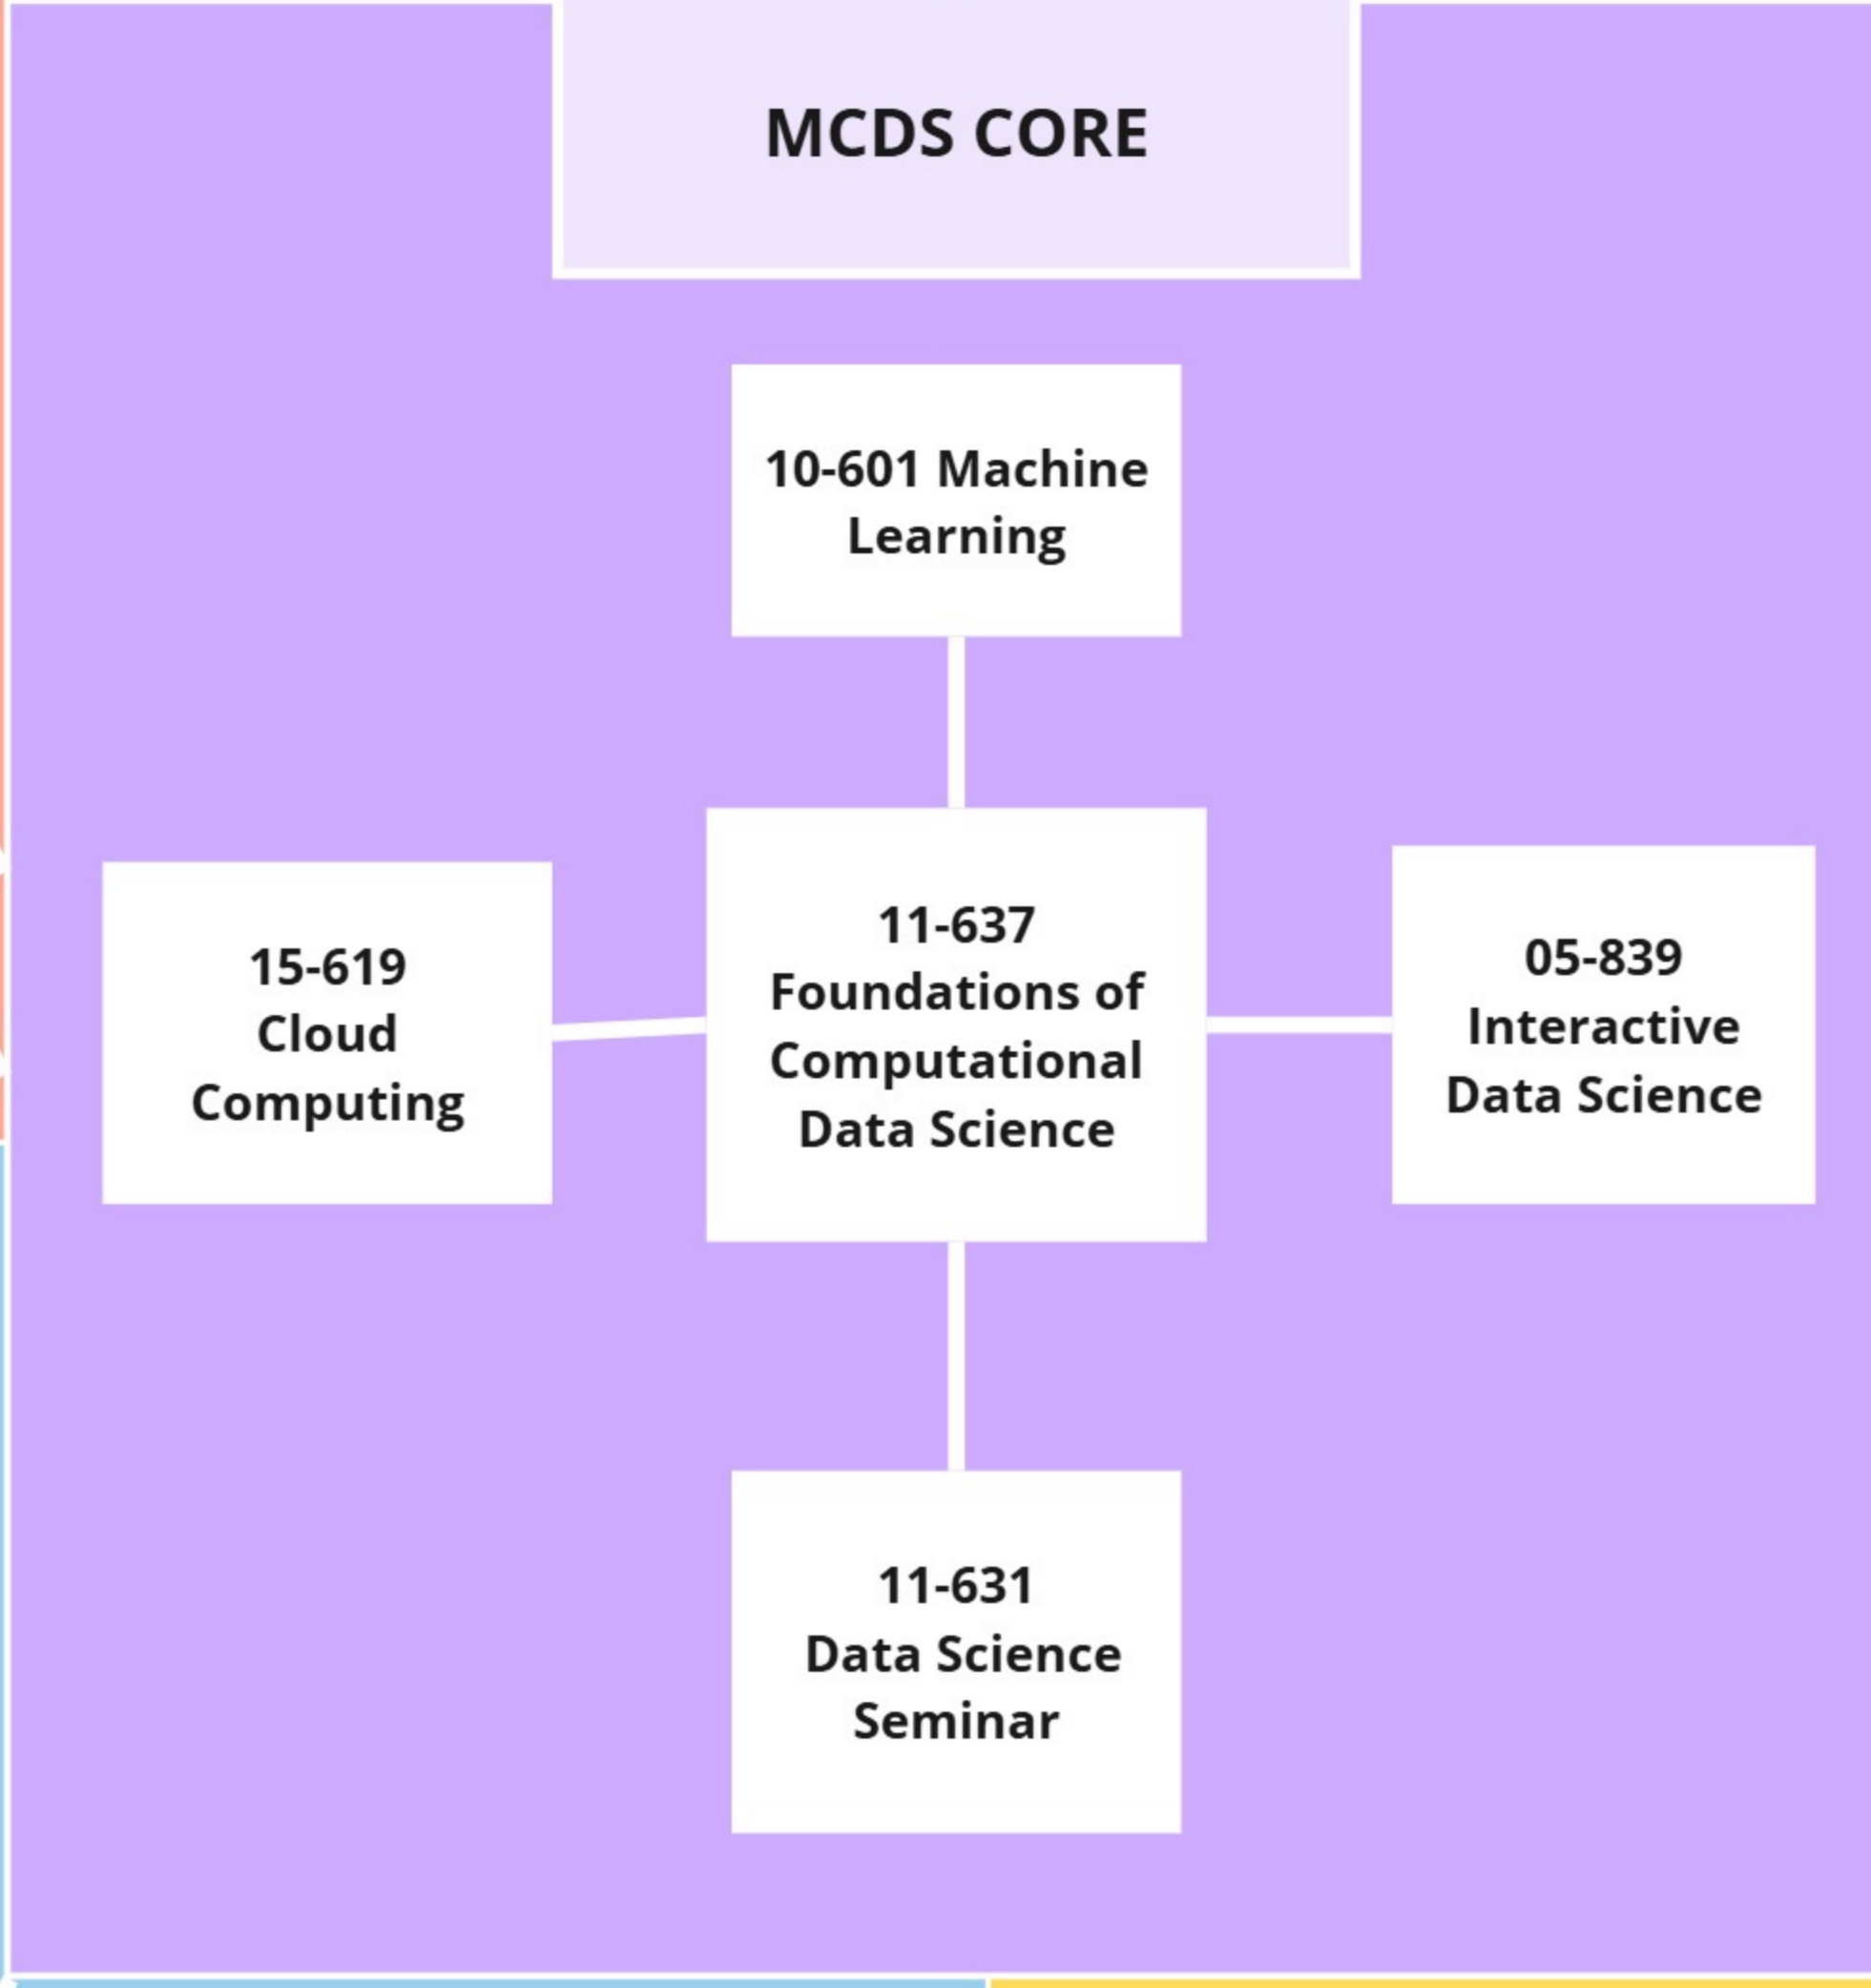 MCDS CORE
10-601 Machine
Learning
15-619
Cloud
Computing
11-637
Foundations of
Computational
Data Science
05-839
Interactive
Data Science
11-631
Data Science
Seminar